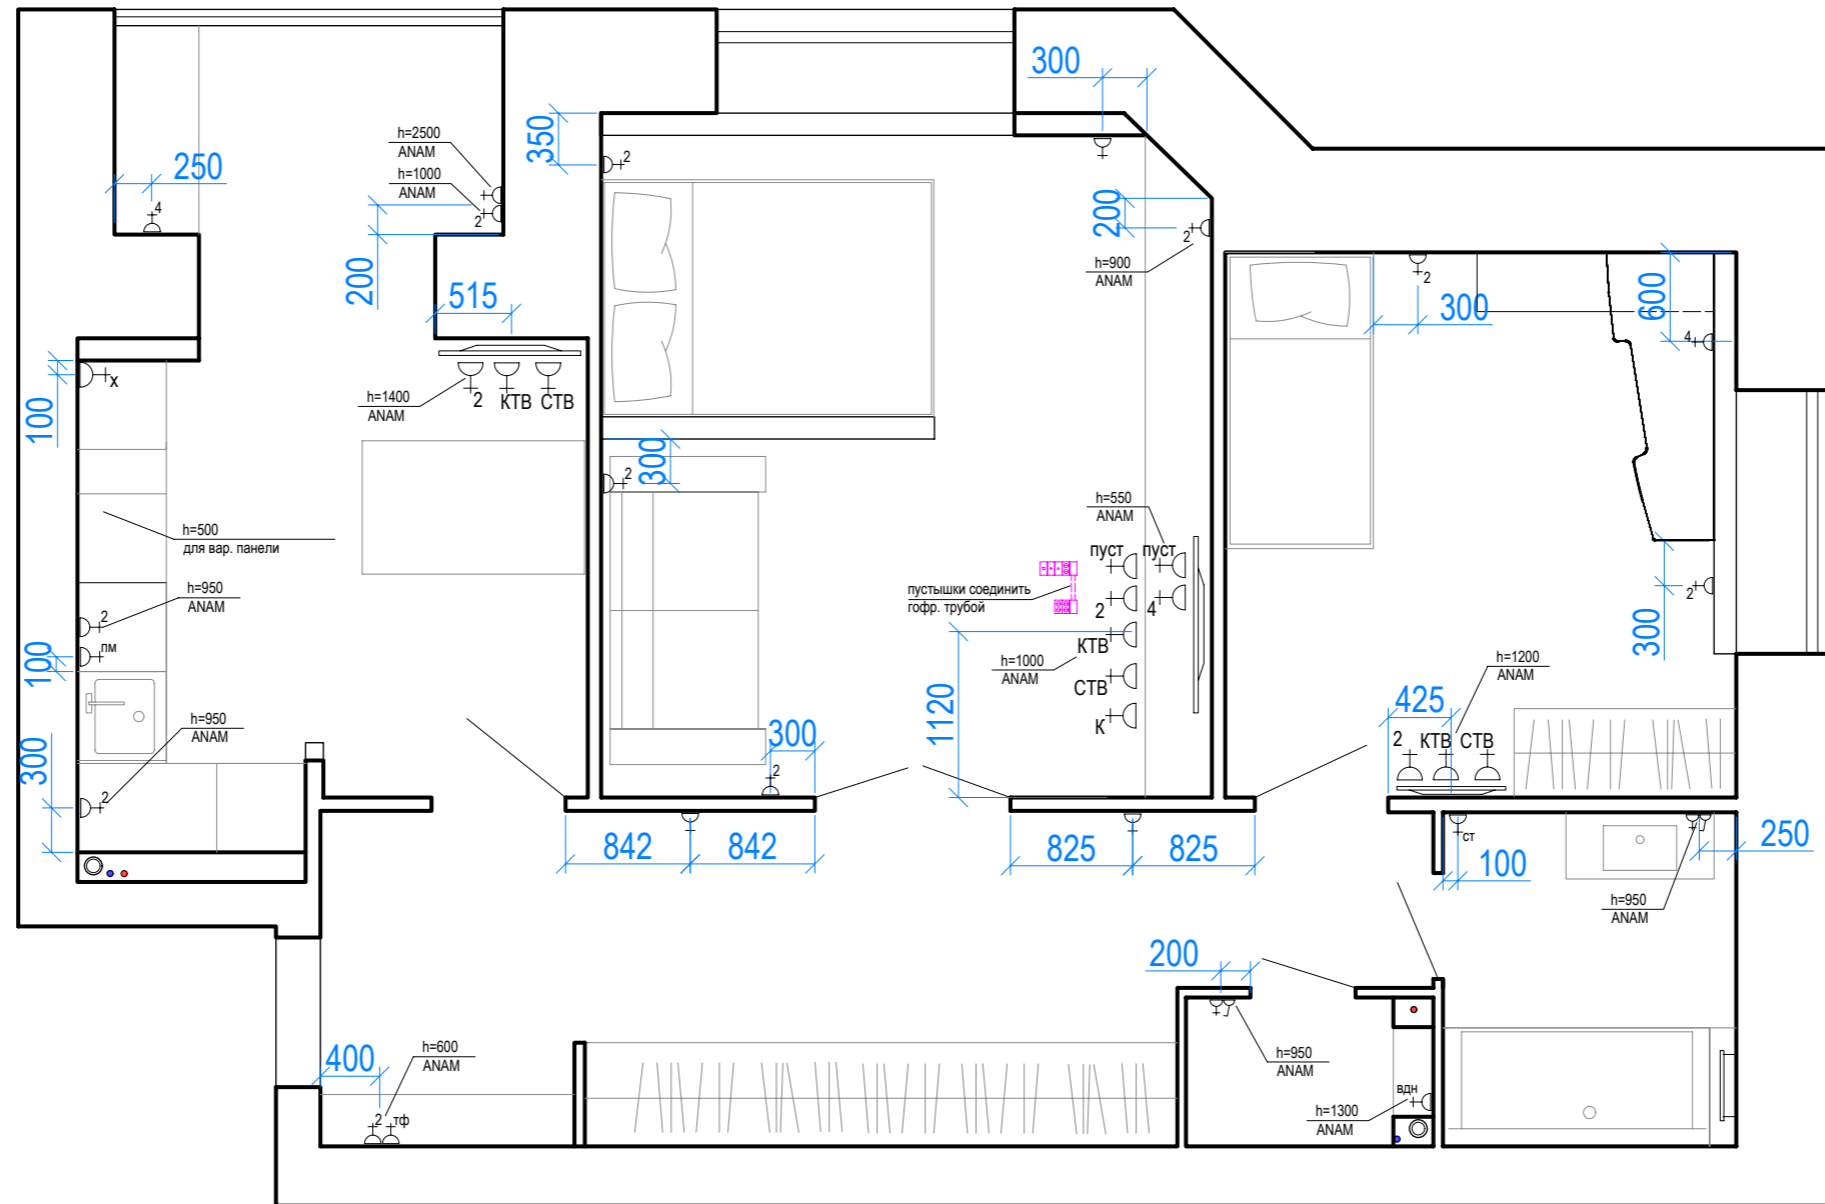 300
h=2500
ANAM
h=1000
ANAM
2
250
4
350
2
200
515
200
2
h=900
ANAM
2
300
600
4
100
х
h=1400
ANAM
2
КТВ
СТВ
300
2
h=500
для вар. панели
h=550
ANAM
пуст
пуст
пустышки соединить
гофр. трубой
2
4
h=950
ANAM
2
пм
100
КТВ
h=1000
ANAM
СТВ
К
1120
2
300
h=1200
ANAM
425
2
КТВ
СТВ
h=950
ANAM
300
2
300
2
842
842
825
825
ст
100
250
h=950
ANAM
200
400
h=600
ANAM
2
тф
h=950
ANAM
вдн
h=1300
ANAM